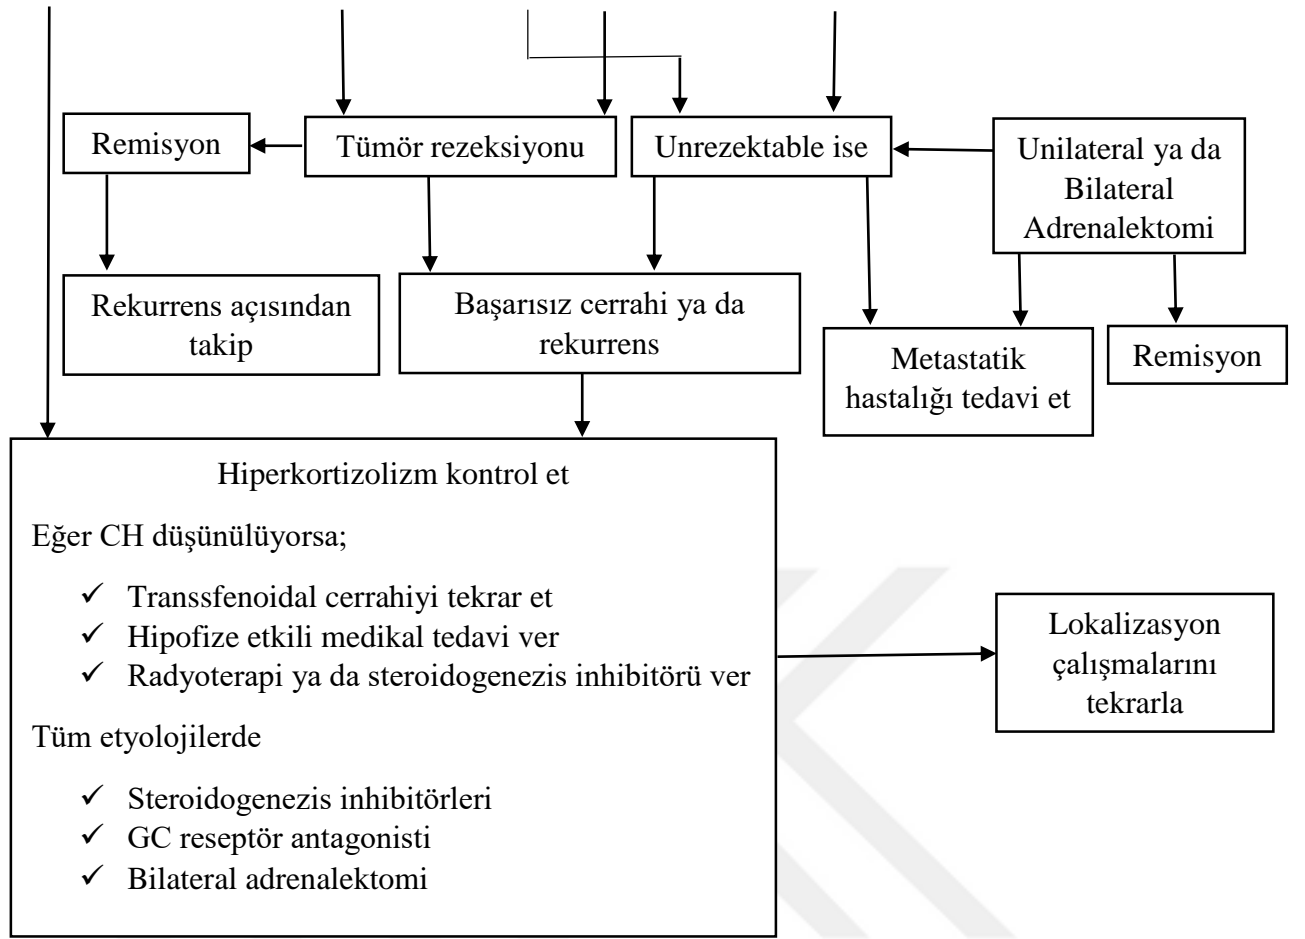 Remisyon
Tümör rezeksiyonu
Unrezektable ise
Unilateral ya da
Bilateral
Adrenalektomi
Rekurrens açısından
takip
Başarısız cerrahi ya da
rekurrens
Metastatik
hastalığı tedavi et
Remisyon
Hiperkortizolizm kontrol et
Eğer CH düşünülüyorsa;
✓ Transsfenoidal cerrahiyi tekrar et
✓ Hipofize etkili medikal tedavi ver
✓ Radyoterapi ya da steroidogenezis inhibitörü ver
Tüm etyolojilerde
✓ Steroidogenezis inhibitörleri
✓ GC reseptör antagonisti
✓ Bilateral adrenalektomi
Lokalizasyon
çalışmalarını
tekrarla